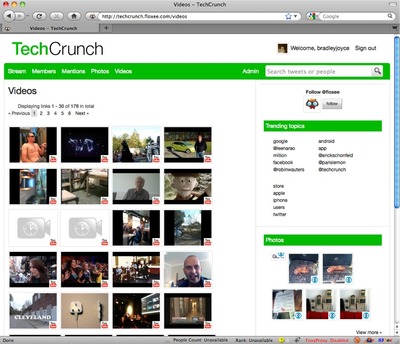 Videos – TechCrunch
http://techcrunch.floxee.com/videos
Google
Videos – TechCrunch
TechCrunch
Welcome, bradleyjoyce Sign out
Stream Members Mentions Photos Videos Admin Search tweets or people
Videos
Displaying links 1 - 30 of 178 in total
« Previous 1 2 3 4 5 6 Next »
Follow @floxee
follow
Trending topics
google android
@leenarao app
million @erickschonfeld
facebook @parislemon
@robinwauters @techcrunch
store
apple
iphone
users
twitter
Photos
CLEVELAND
View more ››
Done People Count: Unavailable Rank: Unavailable FoxyProxy: Disabled